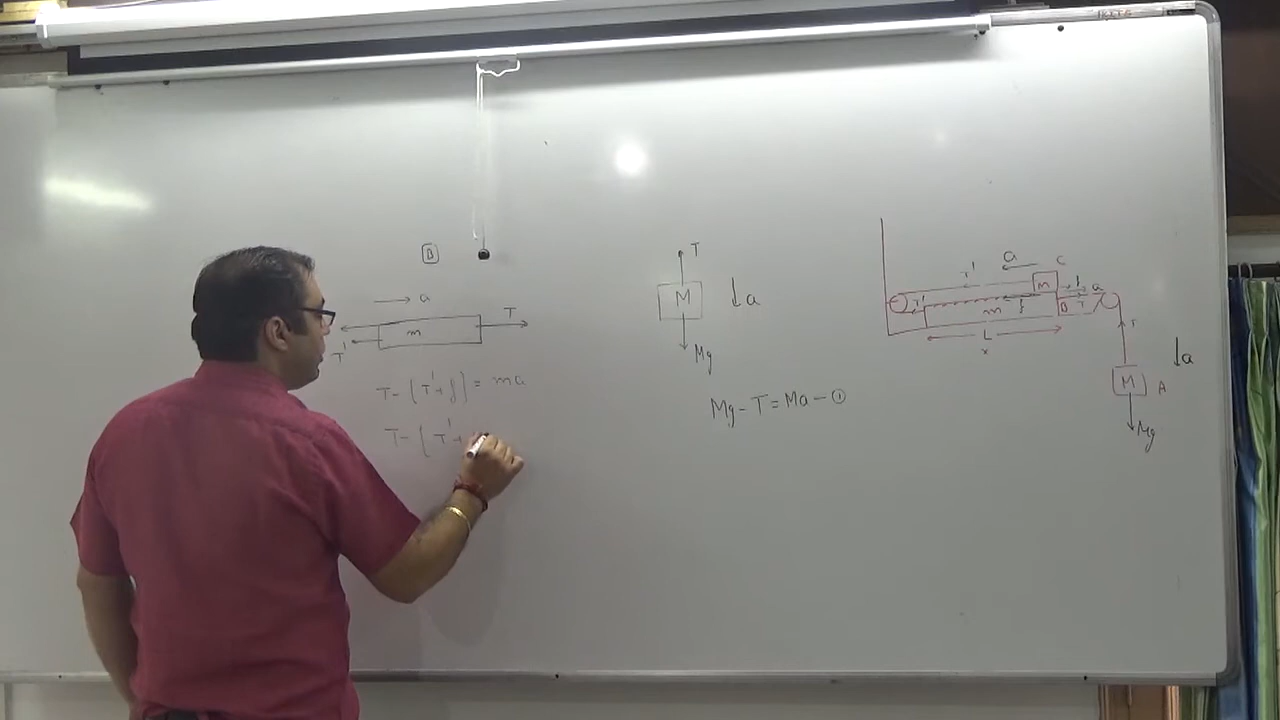 B
a
m
T
T'
T-(T'+f)=ma
T-(T'+
T
M
a
Mg
Mg-T=Ma-①
a
C
T'
M
f
a
T'
m
f
B
T
L
x
T
M
A
a
Mg